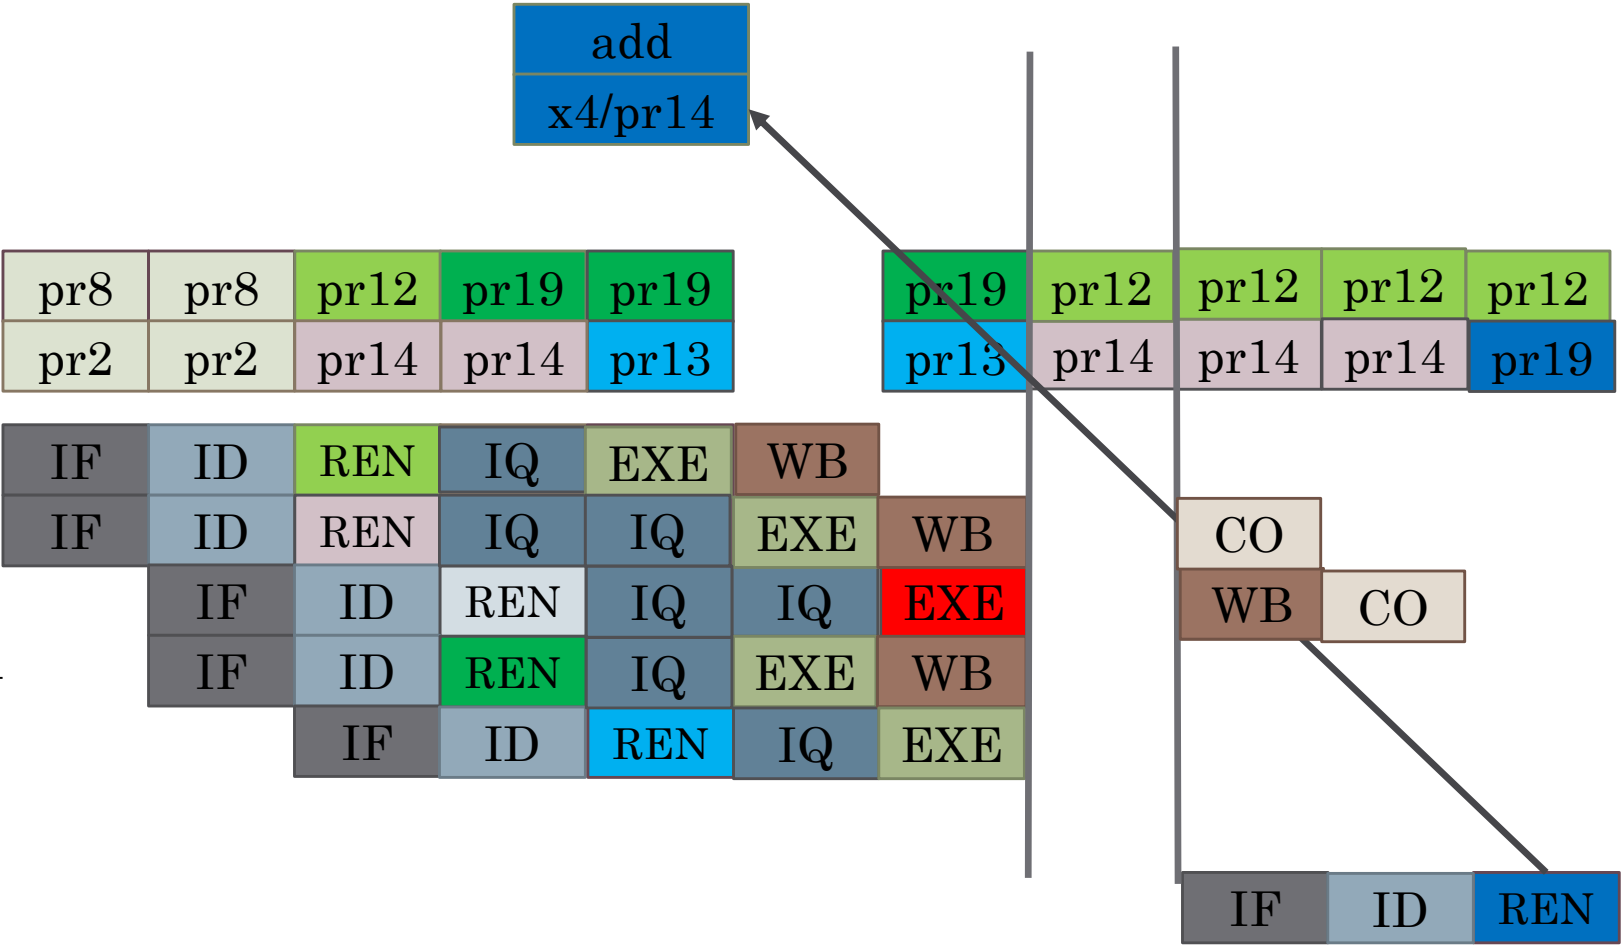 add
x4/pr14
pr8 pr8 pr12 pr19 pr19 pr19 pr12 pr12 pr12 pr12
pr2 pr2 pr14 pr14 pr13 pr13 pr14 pr14 pr14 pr19
IF ID REN IQ EXE WB
IF ID REN IQ IQ EXE WB CO
IF ID REN IQ IQ EXE WB CO
IF ID REN IQ EXE WB
IF ID REN IQ EXE
IF ID REN